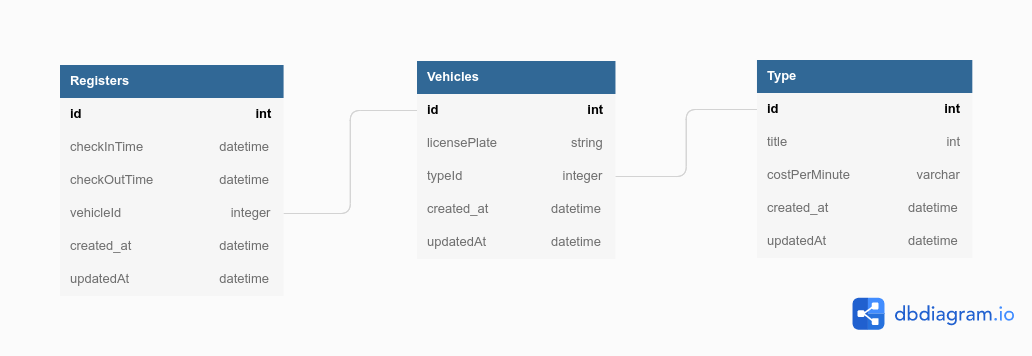 Registers
id int
checkInTime datetime
checkOutTime datetime
vehicleId integer
created_at datetime
updatedAt datetime
Vehicles
id int
licensePlate string
typeId integer
created_at datetime
updatedAt datetime
Type
id int
title int
costPerMinute varchar
created_at datetime
updatedAt datetime
dbdiagram.io